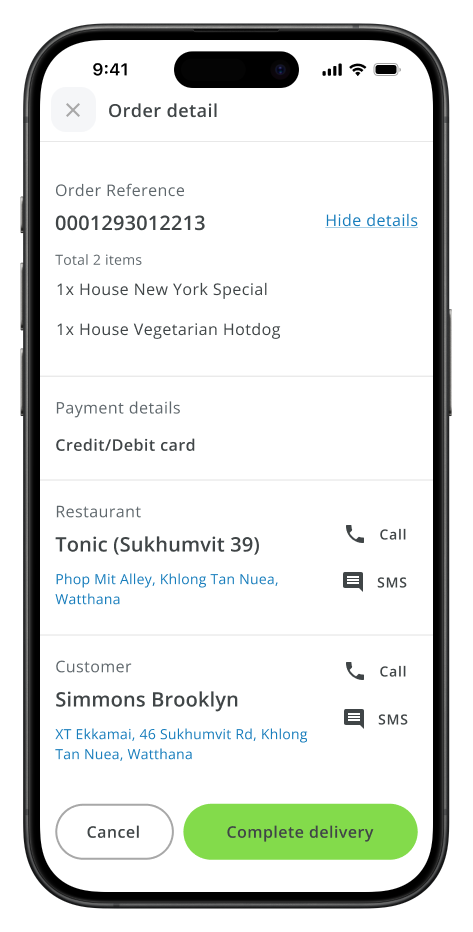 9:41
Order detail
Order Reference
0001293012213
Hide details
Total 2 items
1x House New York Special
1x House Vegetarian Hotdog
Payment details
Credit/Debit card
Restaurant
Tonic (Sukhumvit 39)
Phop Mit Alley, Khlong Tan Nuea,
Watthana
Call
SMS
Customer
Simmons Brooklyn
XT Ekkamai, 46 Sukhumvit Rd, Khlong
Tan Nuea, Watthana
Call
SMS
Cancel
Complete delivery